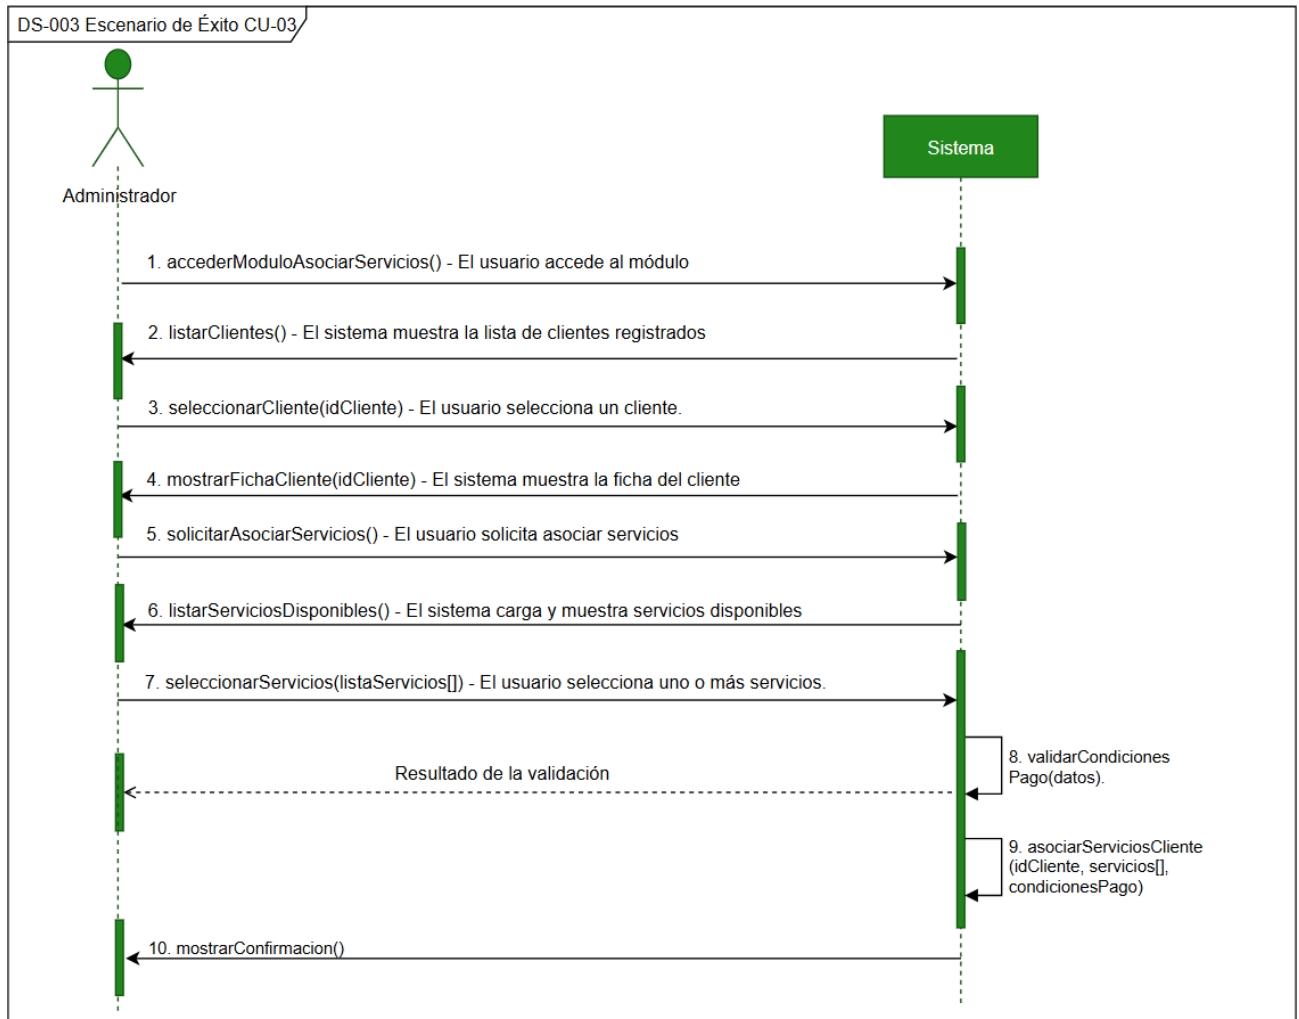 DS-003 Escenario de Éxito CU-03
Sistema
Administrador
1. accederModuloAsociarServicios() - El usuario accede al módulo
2. listarClientes() - El sistema muestra la lista de clientes registrados
3. seleccionarCliente(idCliente) - El usuario selecciona un cliente.
4. mostrarFichaCliente(idCliente) - El sistema muestra la ficha del cliente
5. solicitarAsociarServicios() - El usuario solicita asociar servicios
6. listarServiciosDisponibles() - El sistema carga y muestra servicios disponibles
7. seleccionarServicios(listaServicios[]) - El usuario selecciona uno o más servicios.
8. validarCondiciones
Pago(datos).
Resultado de la validación
9. asociarServiciosCliente
(idCliente, servicios[],
condicionesPago)
10. mostrarConfirmacion()